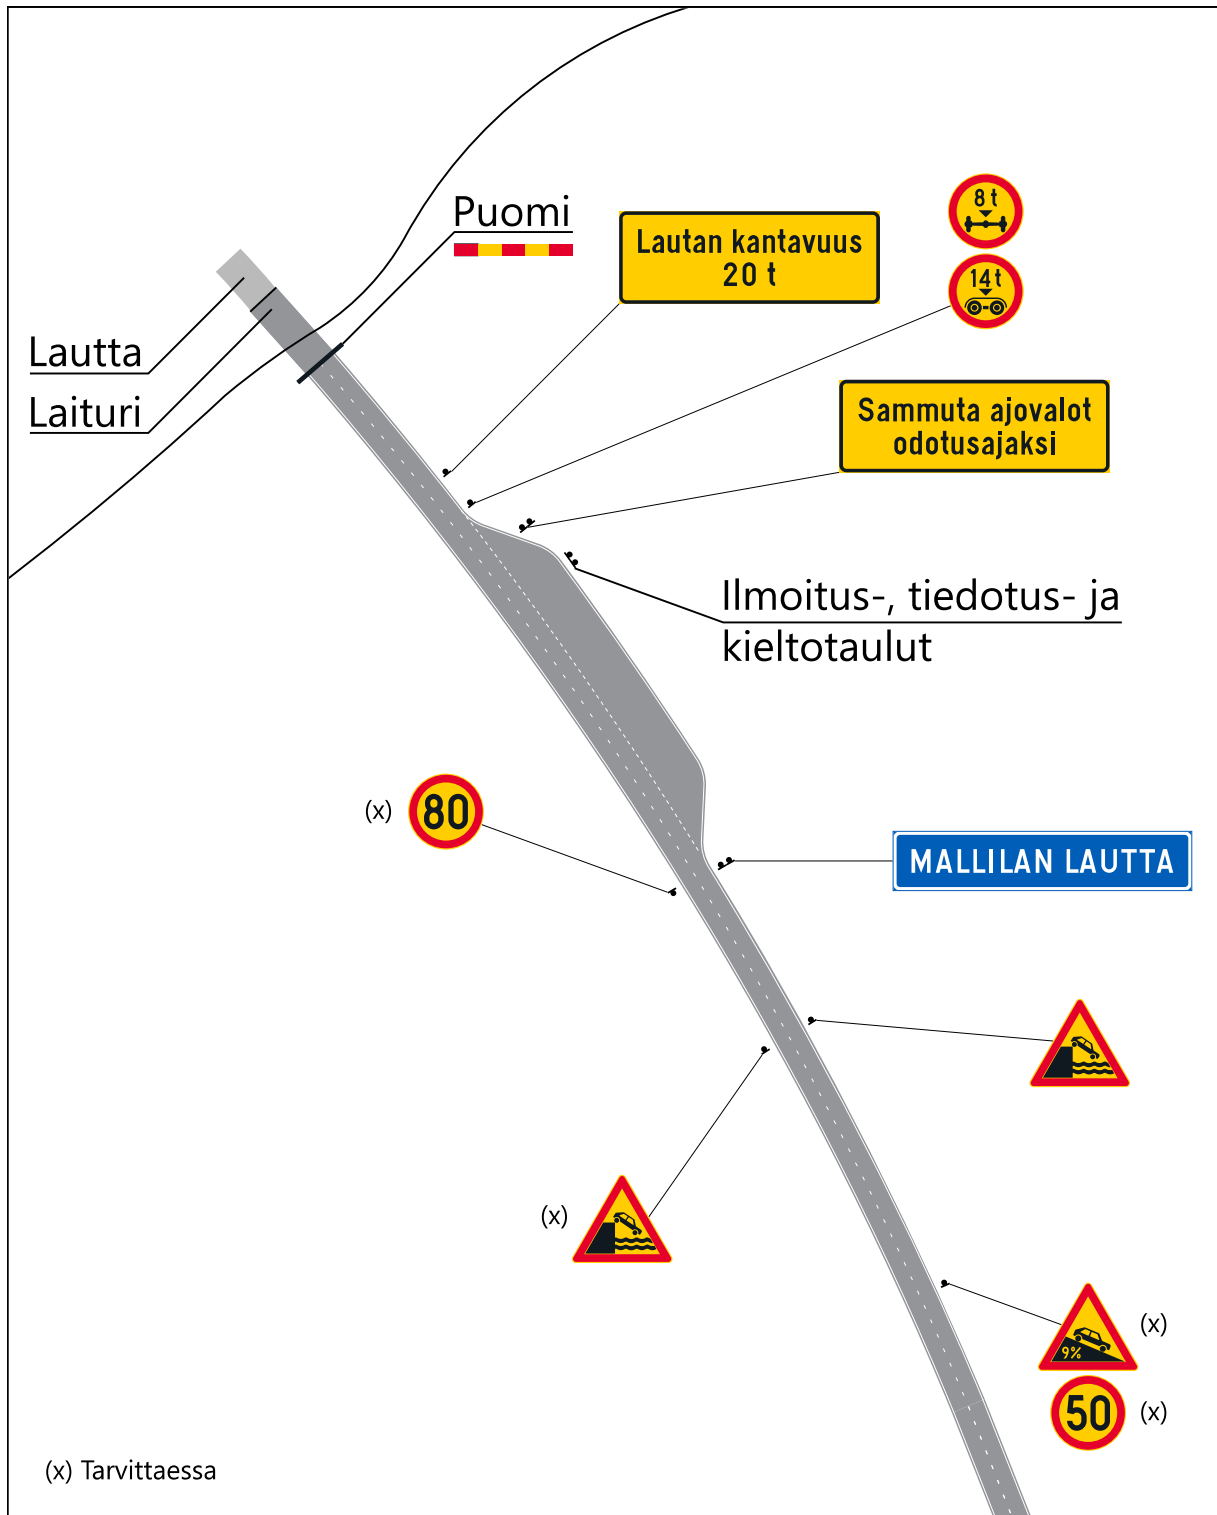 Puomi
Lautan kantavuus
20 t
8 t
14 t
Lautta
Laituri
Sammuta ajovalot
odotusajaksi
Ilmoitus-, tiedotus- ja
kieltotaulut
(x) 80
MALLILAN LAUTTA
(x)
9% (x)
50 (x)
(x) Tarvittaessa